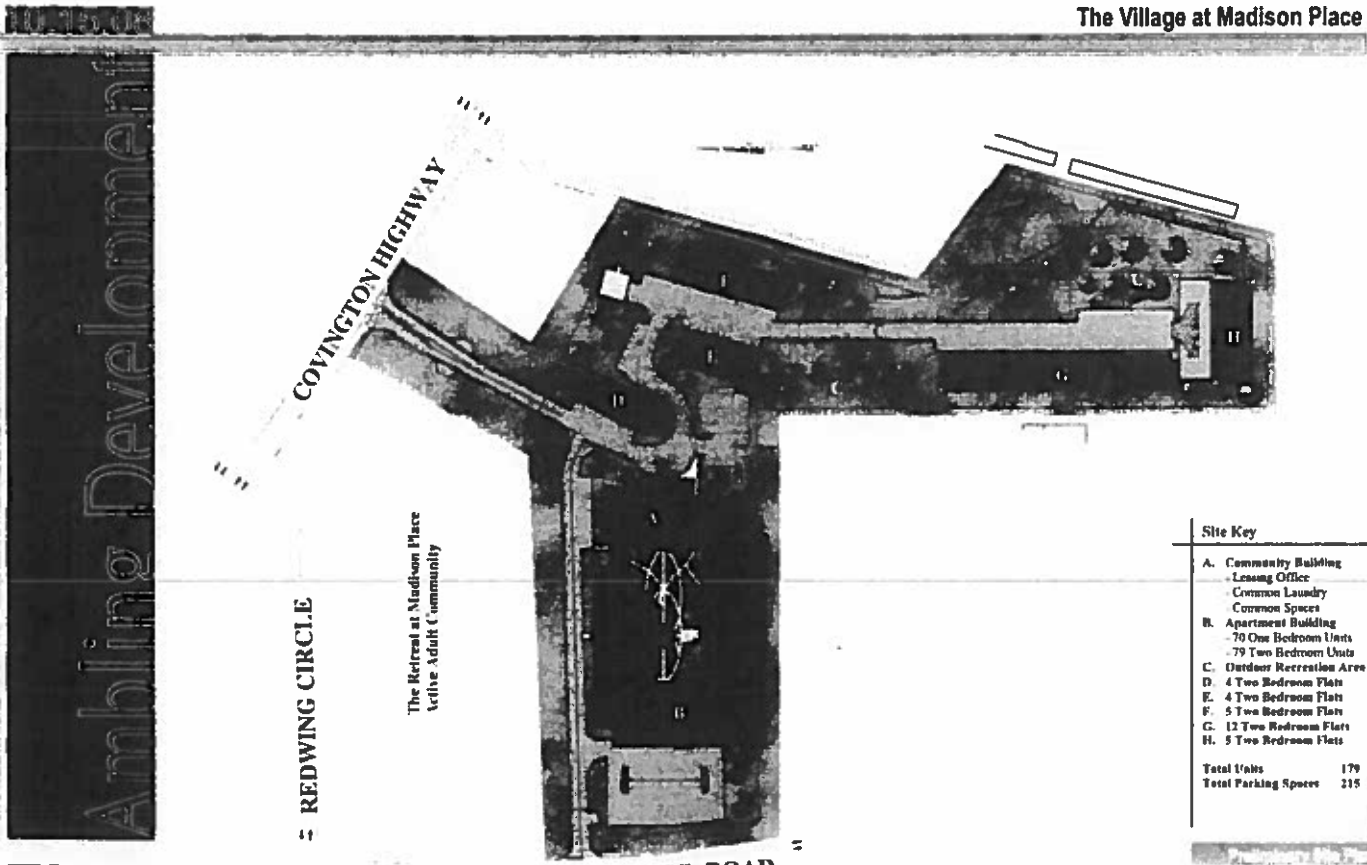 10.15.08
The Village at Madison Place
Ambling Development
COVINGTON HIGHWAY
REDWING CIRCLE
The Retreat at Madison Place
Active Adult Community
I
H
E
D
C
C
G
A
B
ROAD
Site Key
A. Community Building
- Leasing Office
- Common Laundry
- Common Spaces
B. Apartment Building
- 70 One Bedroom Units
- 79 Two Bedroom Units
C. Outdoor Recreation Area
D. 4 Two Bedroom Flats
E. 4 Two Bedroom Flats
F. 5 Two Bedroom Flats
G. 12 Two Bedroom Flats
H. 5 Two Bedroom Flats
Total Units 179
Total Parking Spaces 215